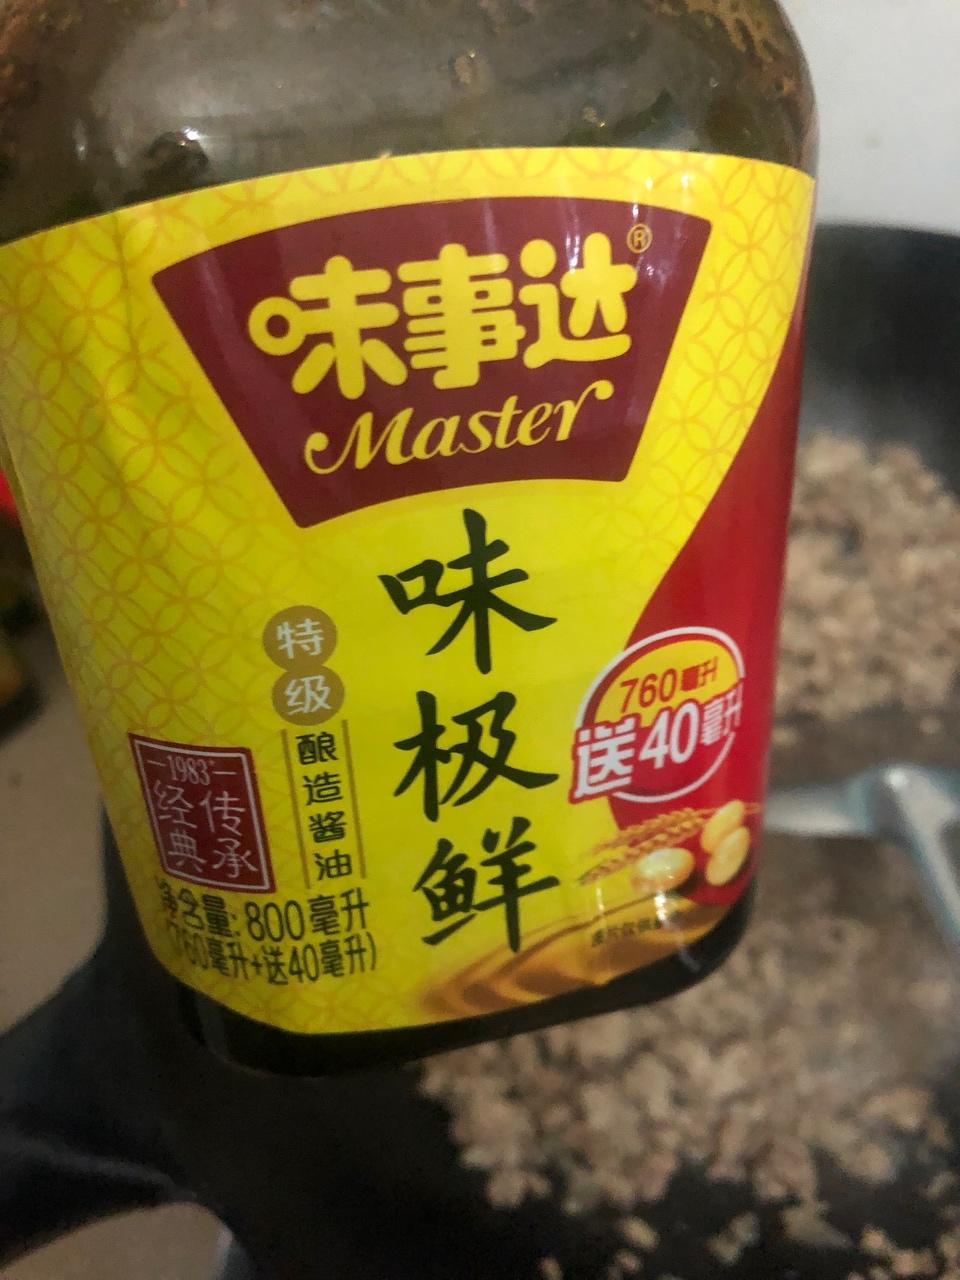 味事达®
Master
味极鲜
特级
酿造酱油
760毫升
送40毫升
1983*
经典
传承
净含量:800毫升
(760毫升+送40毫升)